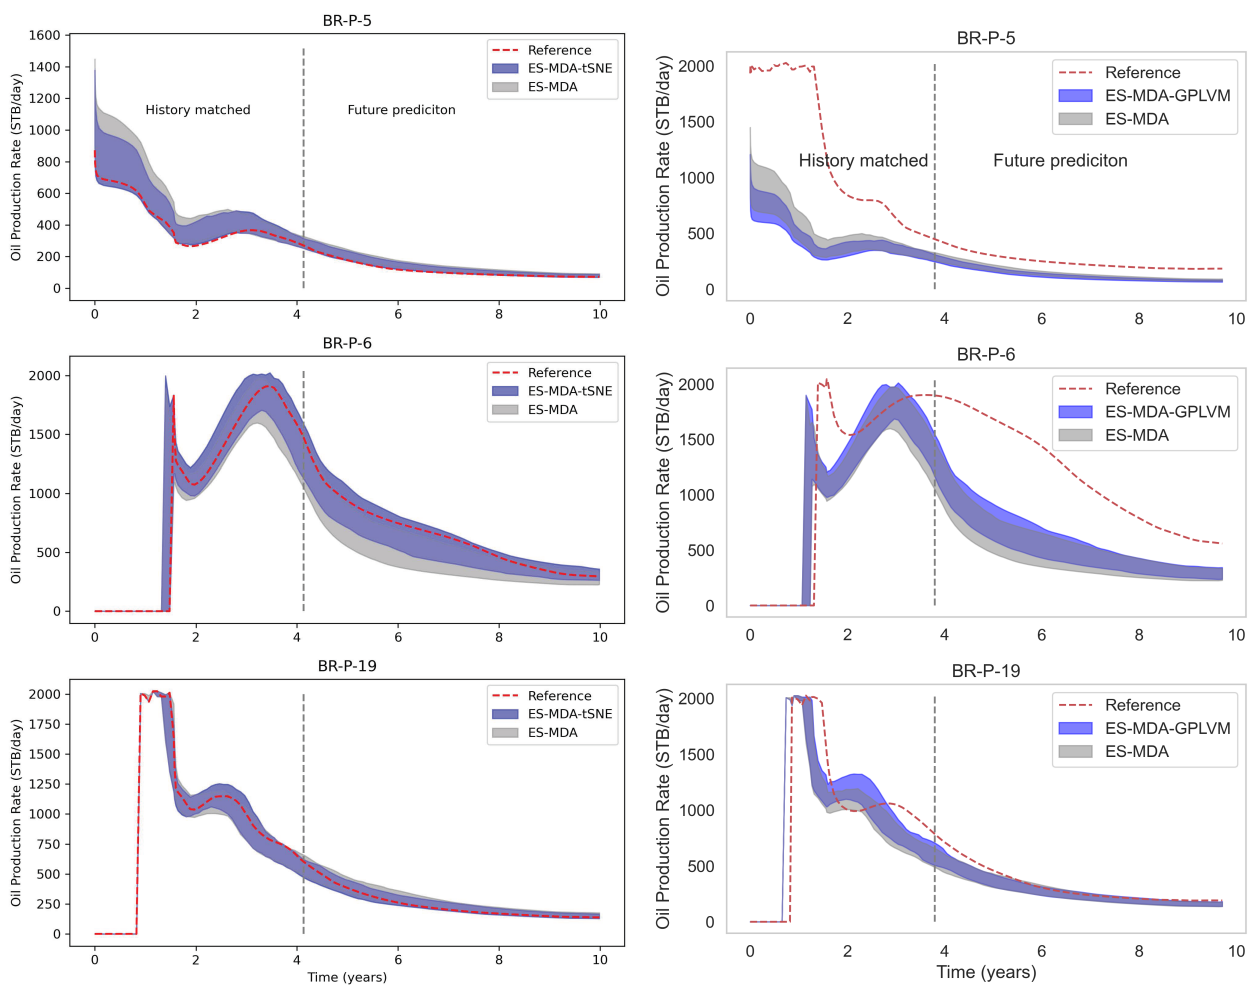 BR-P-5
Oil Production Rate (STB/day)
1600
1400
1200
1000
800
600
400
200
0
Reference
ES-MDA-tSNE
ES-MDA
History matched
Future prediciton
0 2 4 6 8 10
BR-P-5
Oil Production Rate (STB/day)
2000
1500
1000
500
0
Reference
ES-MDA-GPLVM
ES-MDA
History matched
Future prediciton
0 2 4 6 8 10
BR-P-6
Oil Production Rate (STB/day)
2000
1500
1000
500
0
Reference
ES-MDA-tSNE
ES-MDA
0 2 4 6 8 10
BR-P-6
Oil Production Rate (STB/day)
2000
1500
1000
500
0
Reference
ES-MDA-GPLVM
ES-MDA
0 2 4 6 8 10
BR-P-19
Oil Production Rate (STB/day)
2000
1750
1500
1250
1000
750
500
250
0
Reference
ES-MDA-tSNE
ES-MDA
0 2 4 6 8 10
Time (years)
BR-P-19
Oil Production Rate (STB/day)
2000
1500
1000
500
0
Reference
ES-MDA-GPLVM
ES-MDA
0 2 4 6 8 10
Time (years)